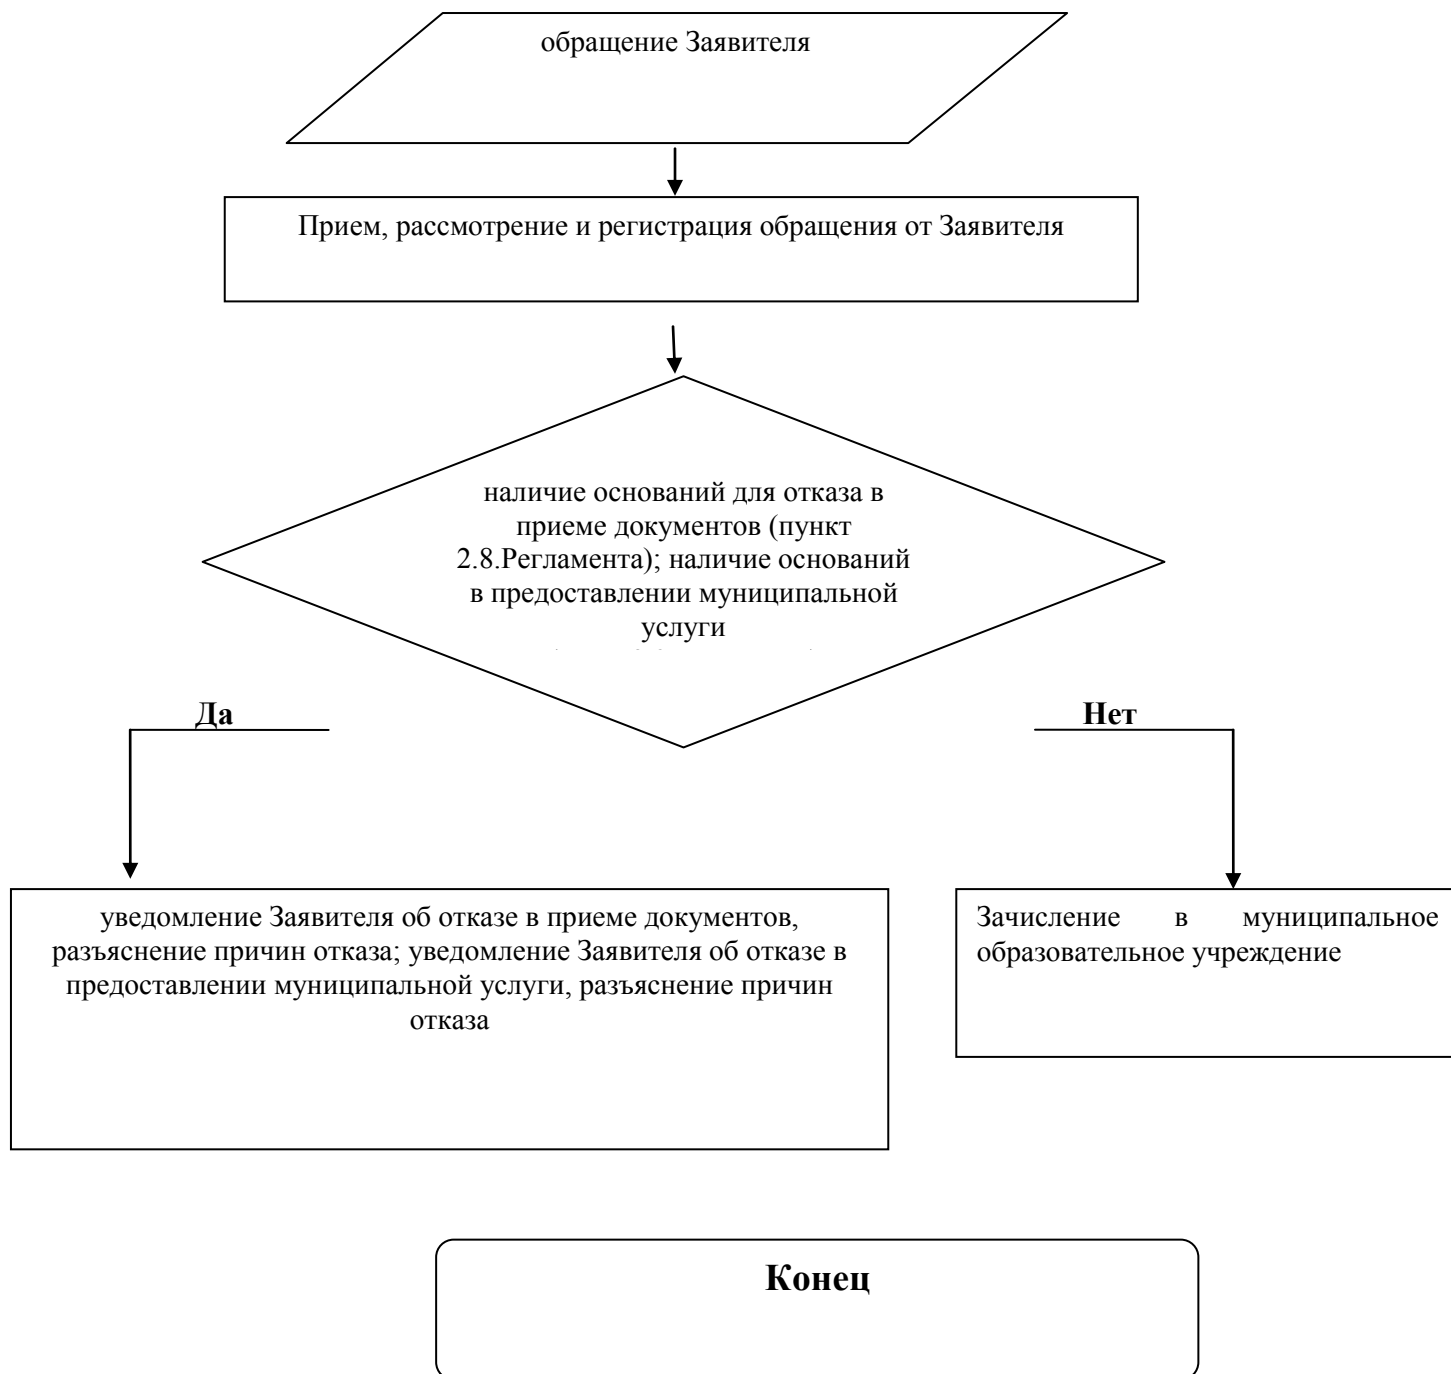 обращение Заявителя
Прием, рассмотрение и регистрация обращения от Заявителя
наличие оснований для отказа в
приеме документов (пункт
2.8.Регламента); наличие оснований
в предоставлении муниципальной
услуги
Да
Нет
уведомление Заявителя об отказе в приеме документов,
разъяснение причин отказа; уведомление Заявителя об отказе в
предоставлении муниципальной услуги, разъяснение причин
отказа
Зачисление в муниципальное
образовательное учреждение
Конец